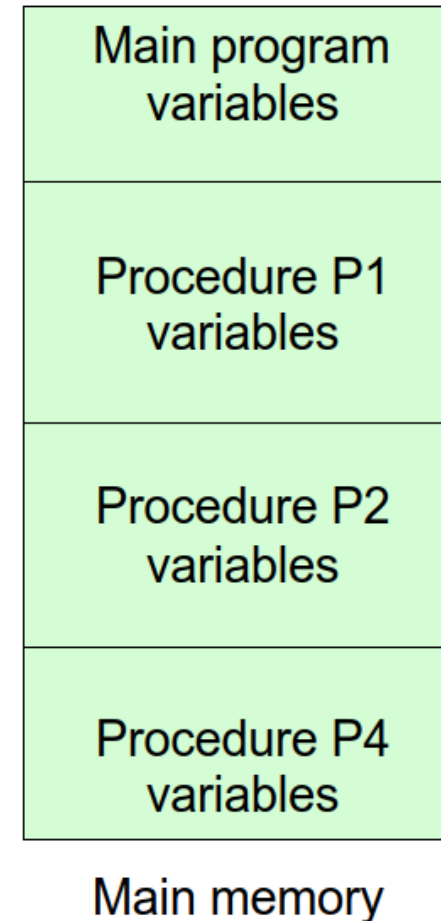 Main program
variables
Procedure P1
variables
Procedure P2
variables
Procedure P4
variables
Main memory